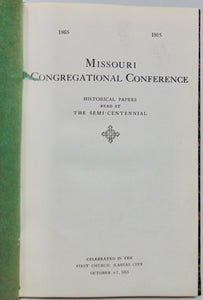 1865 1915
MISSOURI
CONGREGATIONAL CONFERENCE
HISTORICAL PAPERS
READ AT
THE SEMI-CENTENNIAL
CELEBRATED IN THE
FIRST CHURCH, KANSAS CITY
OCTOBER 4-7, 1915